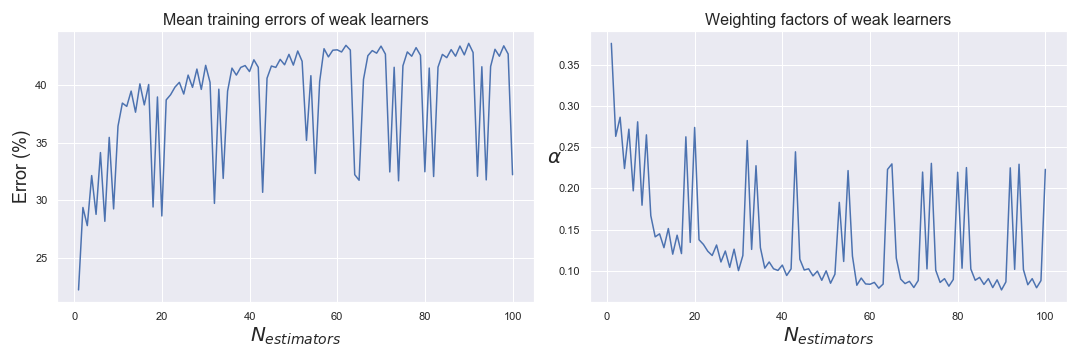 Mean training errors of weak learners
Error (%)
40
35
30
25
0 20 40 60 80 100
N_estimators
Weighting factors of weak learners
α
0.35
0.30
0.25
0.20
0.15
0.10
0 20 40 60 80 100
N_estimators